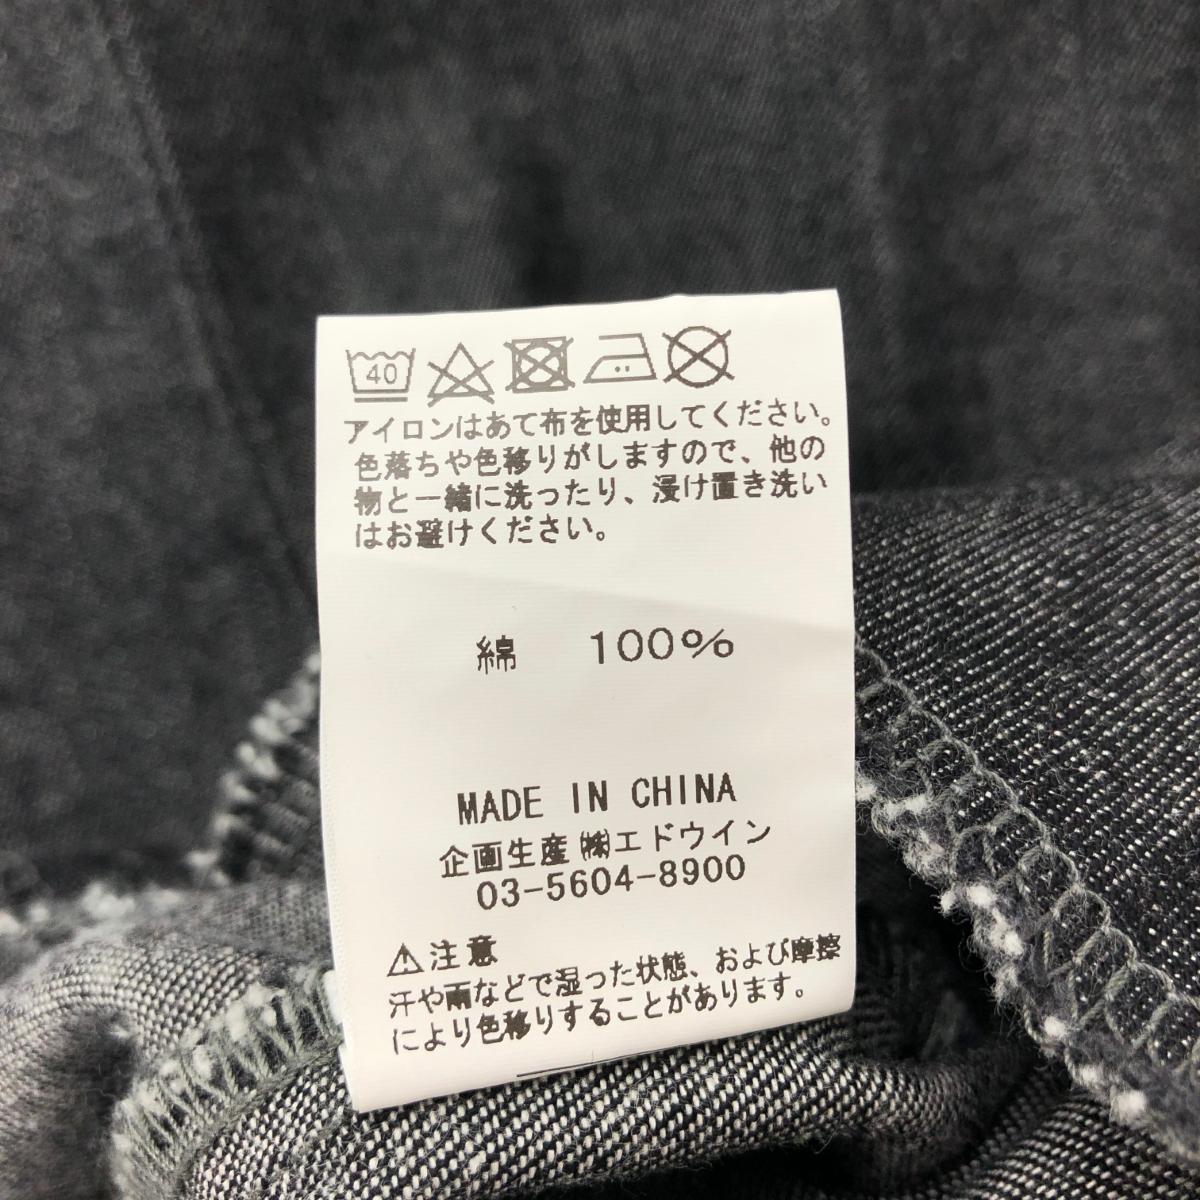 40
アイロンはあて布を使用してください。
色落ちや色移りがしますので、他の
物と一緒に洗ったり、浸け置き洗い
はお避けください。
綿 100%
MADE IN CHINA
企画生産㈱エドウイン
03-5604-8900
⚠注意
汗や雨などで湿った状態、および摩擦
により色移りすることがあります。